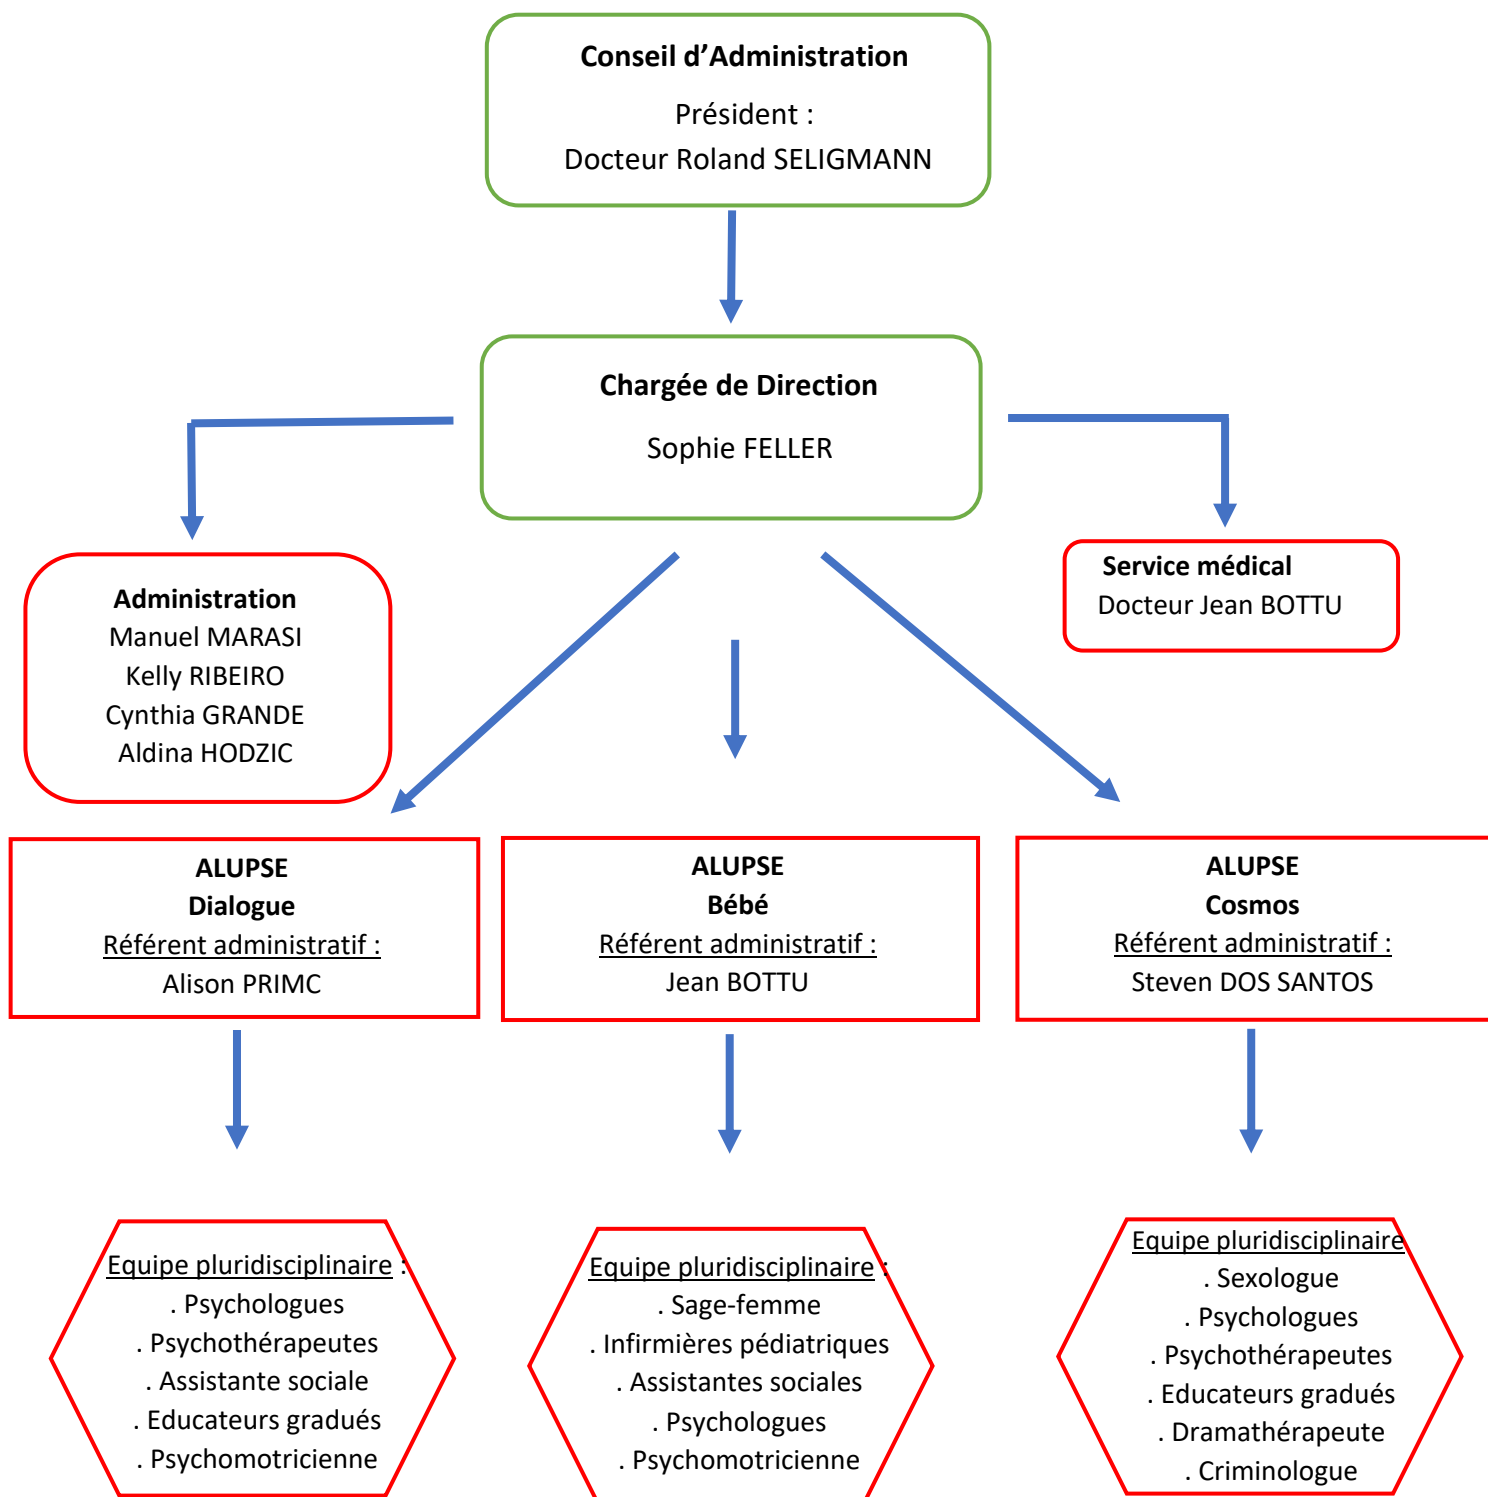 Conseil d’Administration
Président :
Docteur Roland SELIGMANN
Chargée de Direction
Sophie FELLER
Administration
Manuel MARASI
Kelly RIBEIRO
Cynthia GRANDE
Aldina HODZIC
Service médical
Docteur Jean BOTTU
ALUPSE
Dialogue
Référent administratif :
Alison PRIMC
ALUPSE
Bébé
Référent administratif :
Jean BOTTU
ALUPSE
Cosmos
Référent administratif :
Steven DOS SANTOS
Equipe pluridisciplinaire :
. Psychologues
. Psychothérapeutes
. Assistante sociale
. Educateurs gradués
. Psychomotricienne
Equipe pluridisciplinaire :
. Sage-femme
. Infirmières pédiatriques
. Assistantes sociales
. Psychologues
. Psychomotricienne
Equipe pluridisciplinaire
. Sexologue
. Psychologues
. Psychothérapeutes
. Educateurs gradués
. Dramathérapeute
. Criminologue